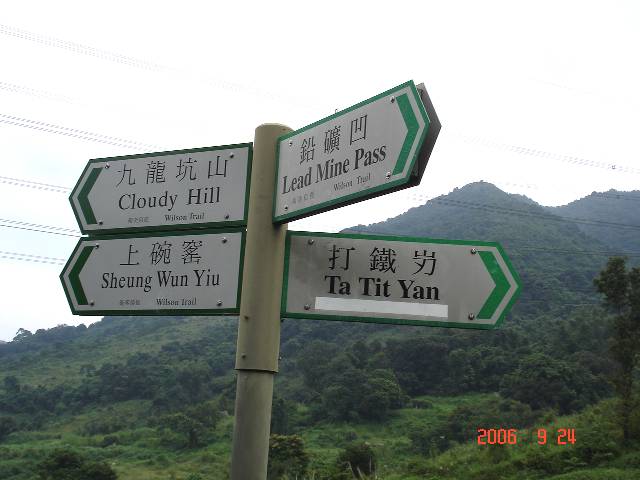 九龍坑山
Cloudy Hill
Wilson Trail
上碗窰
Sheung Wun Yiu
Wilson Trail
鉛礦凹
Lead Mine Pass
Wilson Trail
打鐵屶
Ta Tit Yan
2006 9 24